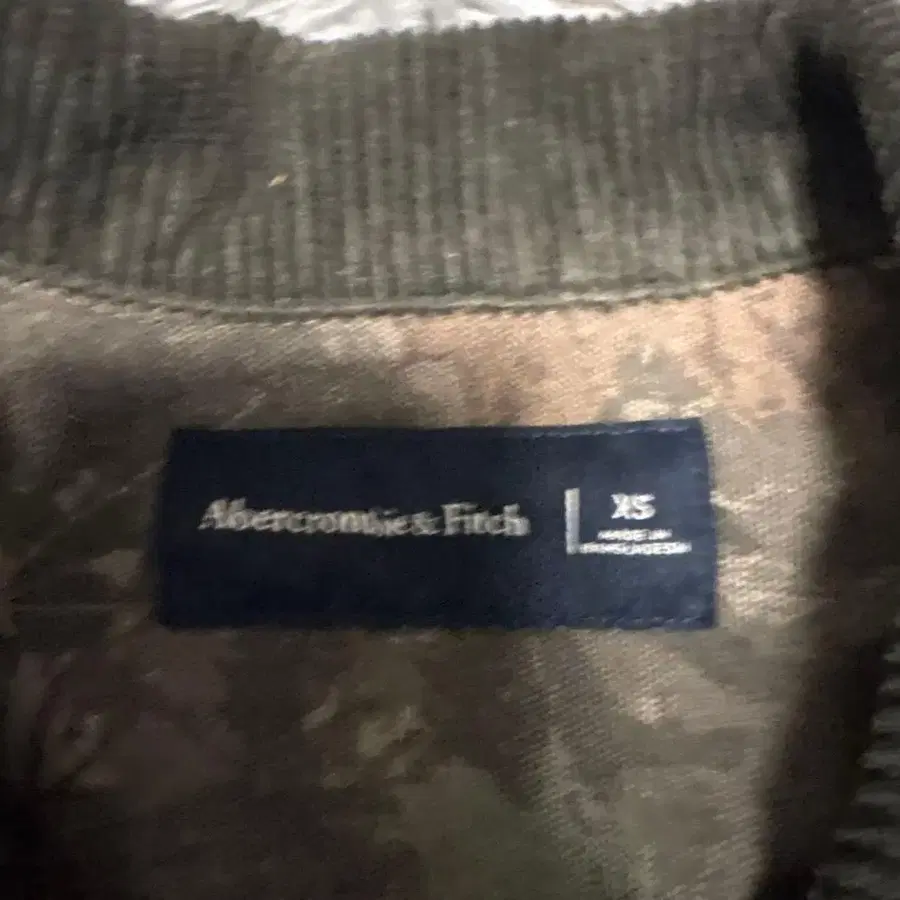 Abercrombie & Fitch
XS
MADE IN
BANGLADESH